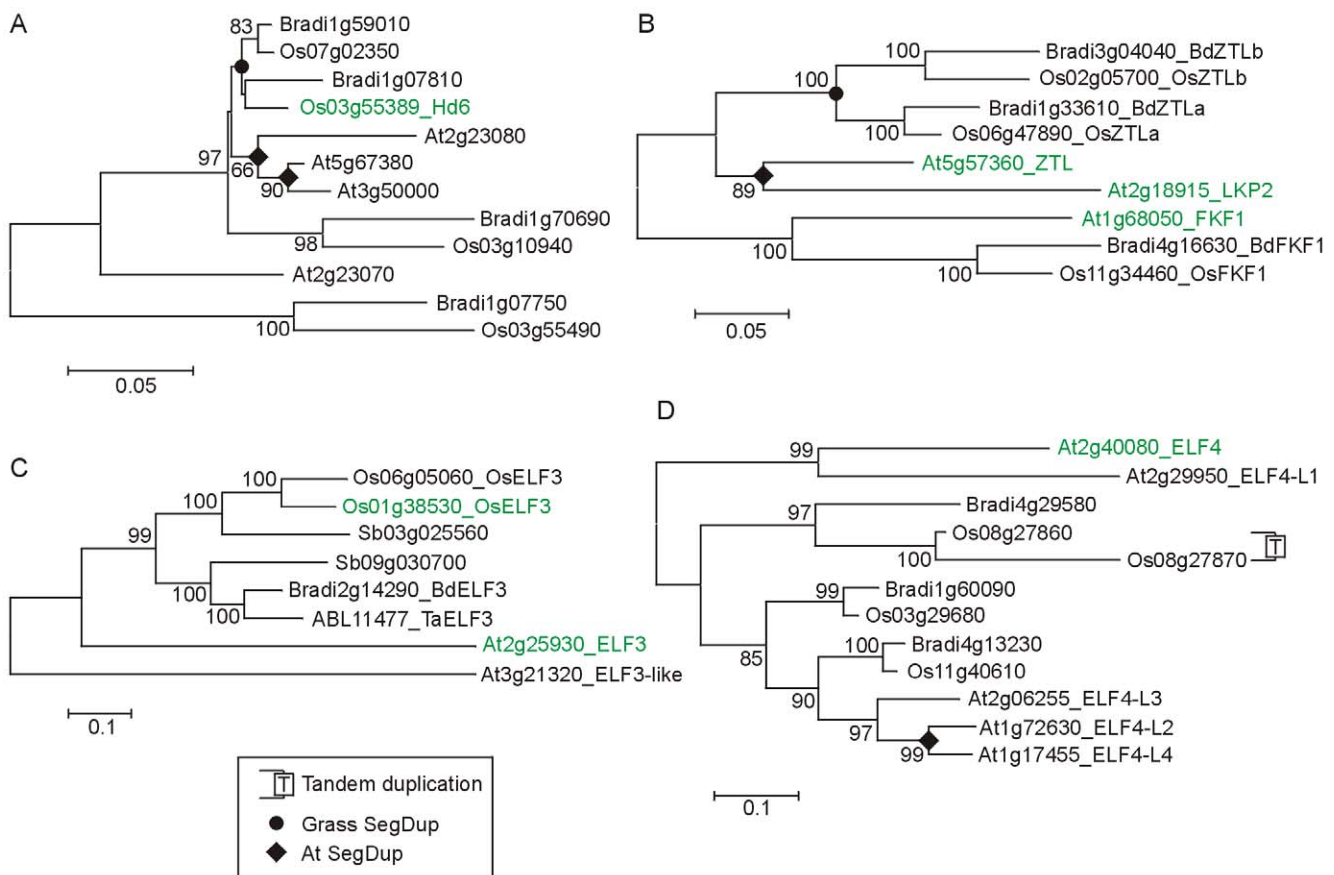 A
83
Bradi1g59010
Os07g02350
Bradi1g07810
Os03g55389_Hd6
At2g23080
97
66
At5g67380
90
At3g50000
Bradi1g70690
98
Os03g10940
At2g23070
Bradi1g07750
100
Os03g55490
0.05
B
100
Bradi3g04040_BdZTLb
Os02g05700_OsZTLb
100
Bradi1g33610_BdZTLa
100
Os06g47890_OsZTLa
At5g57360_ZTL
89
At2g18915_LKP2
At1g68050_FKF1
100
Bradi4g16630_BdFKF1
100
Os11g34460_OsFKF1
0.05
C
100
Os06g05060_OsELF3
100
Os01g38530_OsELF3
99
Sb03g025560
Sb09g030700
100
Bradi2g14290_BdELF3
100
ABL11477_TaELF3
At2g25930_ELF3
At3g21320_ELF3-like
0.1
D
99
At2g40080_ELF4
At2g29950_ELF4-L1
97
Bradi4g29580
Os08g27860
100
Os08g27870
T
99
Bradi1g60090
Os03g29680
85
100
Bradi4g13230
Os11g40610
90
At2g06255_ELF4-L3
97
At1g72630_ELF4-L2
99
At1g17455_ELF4-L4
0.1
T Tandem duplication
Grass SegDup
At SegDup